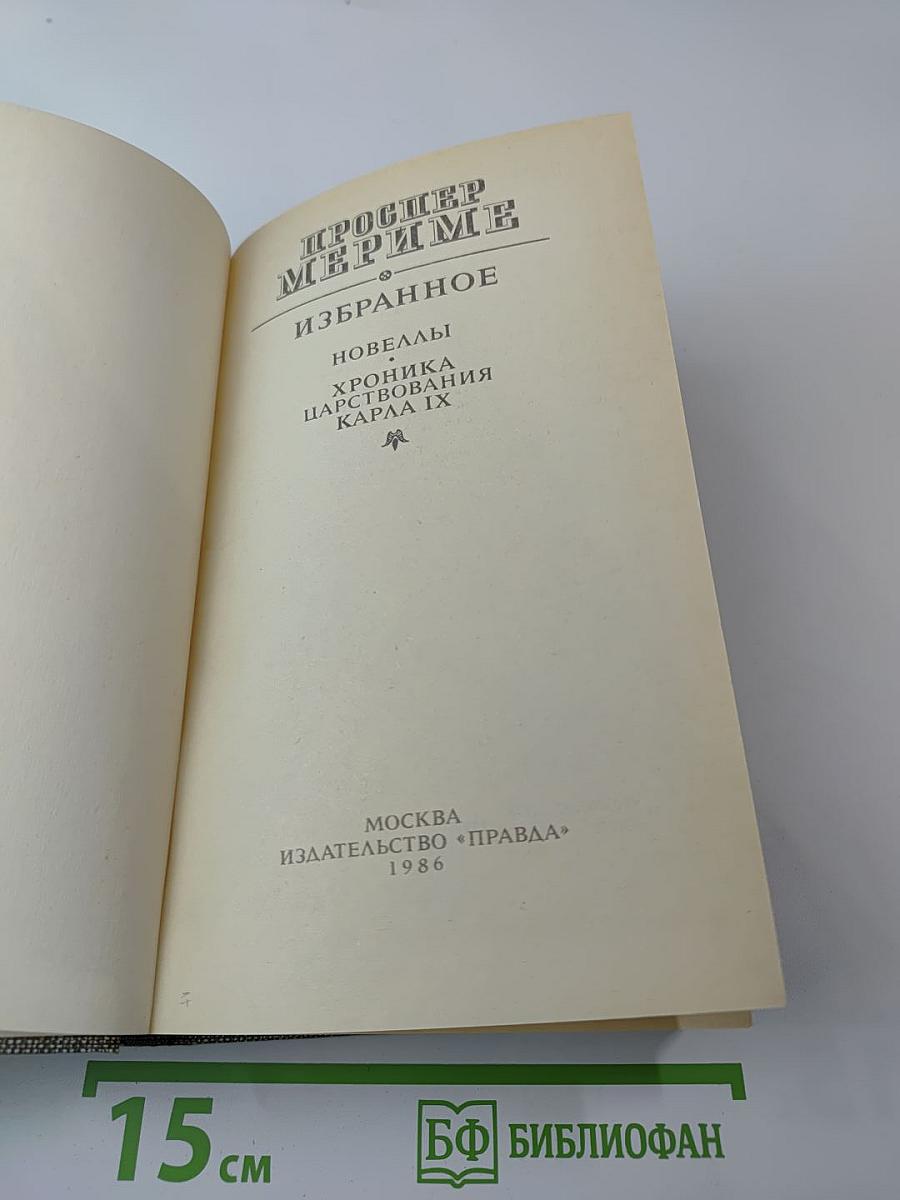 ПРОСПЕР
МЕРИМЕ
ИЗБРАННОЕ
НОВЕЛЛЫ
•
ХРОНИКА
ЦАРСТВОВАНИЯ
КАРЛА IX
МОСКВА
ИЗДАТЕЛЬСТВО «ПРАВДА»
1986
15 СМ
БФ БИБЛИОФАН